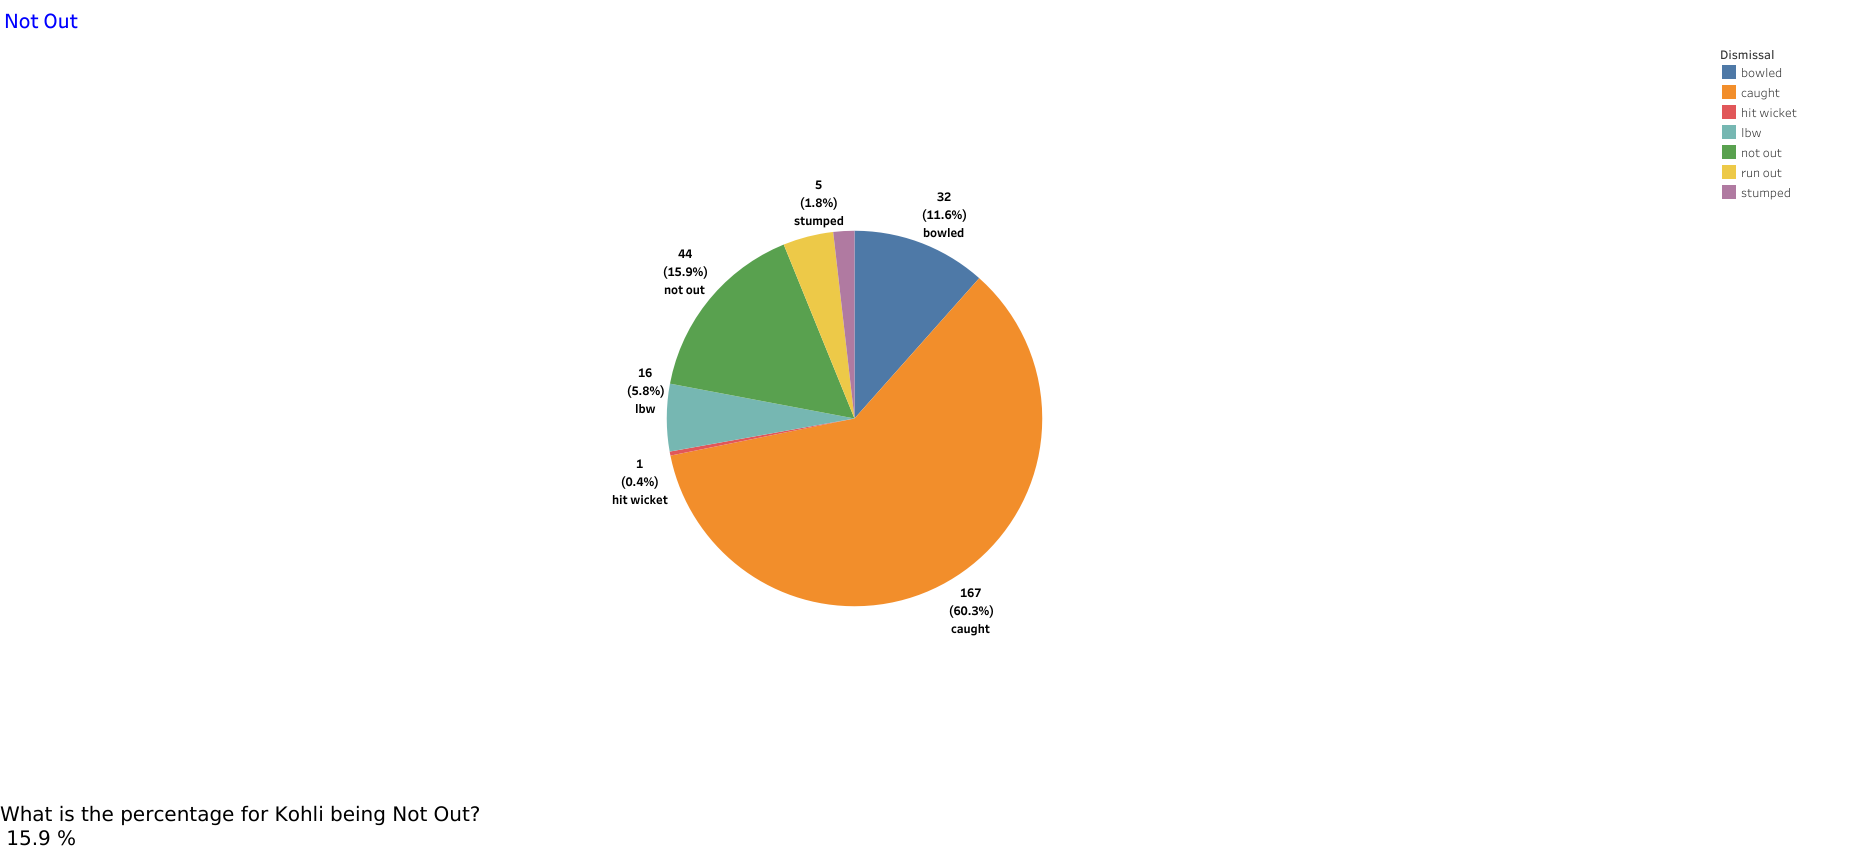 Not Out
Dismissal
bowled
caught
hit wicket
lbw
not out
run out
stumped
5
(1.8%)
stumped
32
(11.6%)
bowled
44
(15.9%)
not out
16
(5.8%)
lbw
1
(0.4%)
hit wicket
167
(60.3%)
caught
What is the percentage for Kohli being Not Out?
15.9 %